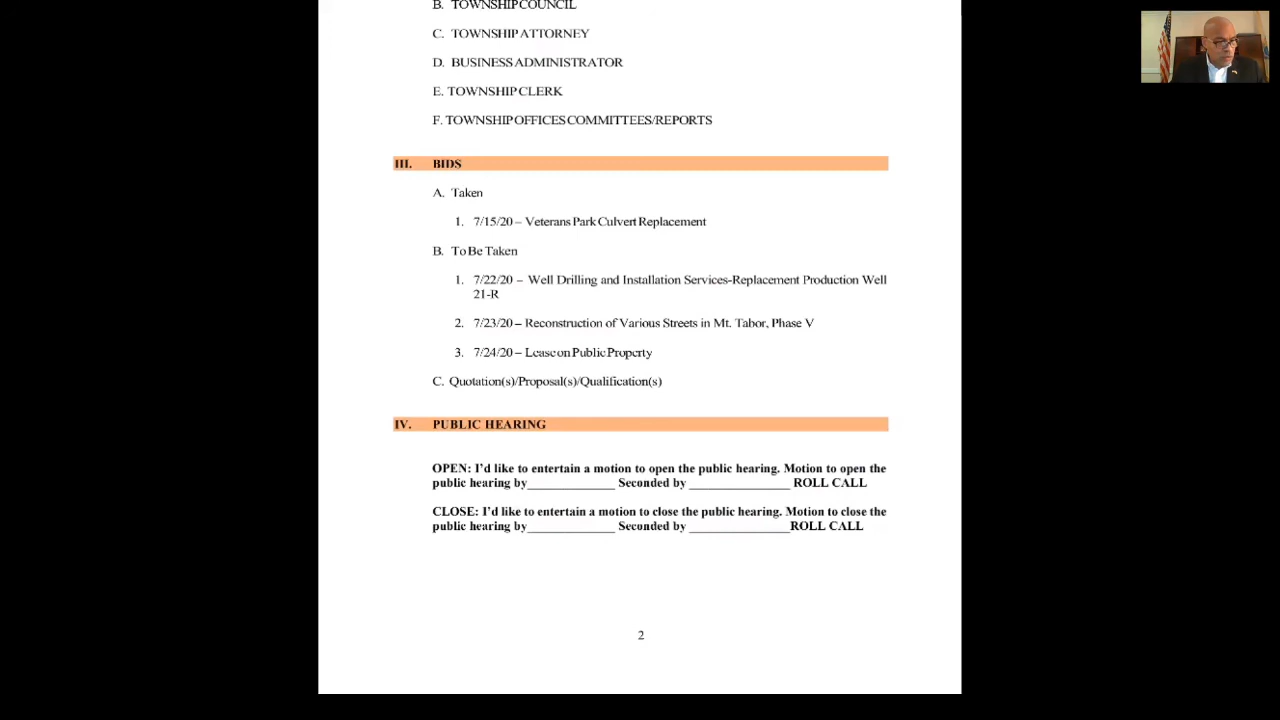 B. TOWNSHIP COUNCIL
C. TOWNSHIP ATTORNEY
D. BUSINESS ADMINISTRATOR
E. TOWNSHIP CLERK
F. TOWNSHIP OFFICES COMMITTEES/REPORTS
III. BIDS
A. Taken
1. 7/15/20 – Veterans Park Culvert Replacement
B. To Be Taken
1. 7/22/20 – Well Drilling and Installation Services-Replacement Production Well
21-R
2. 7/23/20 – Reconstruction of Various Streets in Mt. Tabor, Phase V
3. 7/24/20 – Lease on Public Property
C. Quotation(s)/Proposal(s)/Qualification(s)
IV. PUBLIC HEARING
OPEN: I'd like to entertain a motion to open the public hearing. Motion to open the
public hearing by_____________ Seconded by _______________ ROLL CALL
CLOSE: I'd like to entertain a motion to close the public hearing. Motion to close the
public hearing by_____________ Seconded by _______________ROLL CALL
2